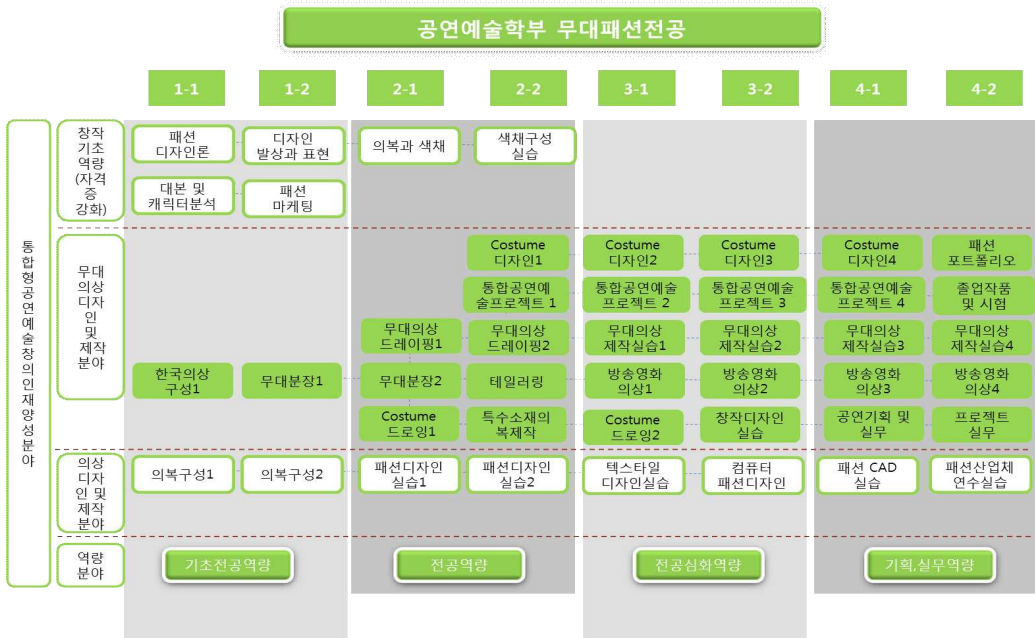 공연예술학부 무대패션전공
1-1
1-2
2-1
2-2
3-1
3-2
4-1
4-2
통합형공연예술창의인재양성분야
창작
기초
역량
(자격
증
강화)
패션
디자인론
디자인
발상과 표현
의복과 색채
색채구성
실습
대본 및
캐릭터분석
패션
마케팅
무대
의상
디자
인 및
제작
분야
Costume
디자인1
Costume
디자인2
Costume
디자인3
Costume
디자인4
패션
포트폴리오
통합공연예
술프로젝트 1
통합공연예술
프로젝트 2
통합공연예술
프로젝트 3
통합공연예술
프로젝트 4
졸업작품
및 시험
무대의상
드레이핑1
무대의상
드레이핑2
무대의상
제작실습1
무대의상
제작실습2
무대의상
제작실습3
무대의상
제작실습4
한국의상
구성1
무대분장1
무대분장2
테일러링
방송영화
의상1
방송영화
의상2
방송영화
의상3
방송영화
의상4
Costume
드로잉1
특수소재의
복제작
Costume
드로잉2
창작디자인
실습
공연기획 및
실무
프로젝트
실무
의상
디자
인 및
제작
분야
의복구성1
의복구성2
패션디자인
실습1
패션디자인
실습2
텍스타일
디자인실습
컴퓨터
패션디자인
패션 CAD
실습
패션산업체
연수실습
역량
분야
기초전공역량
전공역량
전공심화역량
기획,실무역량